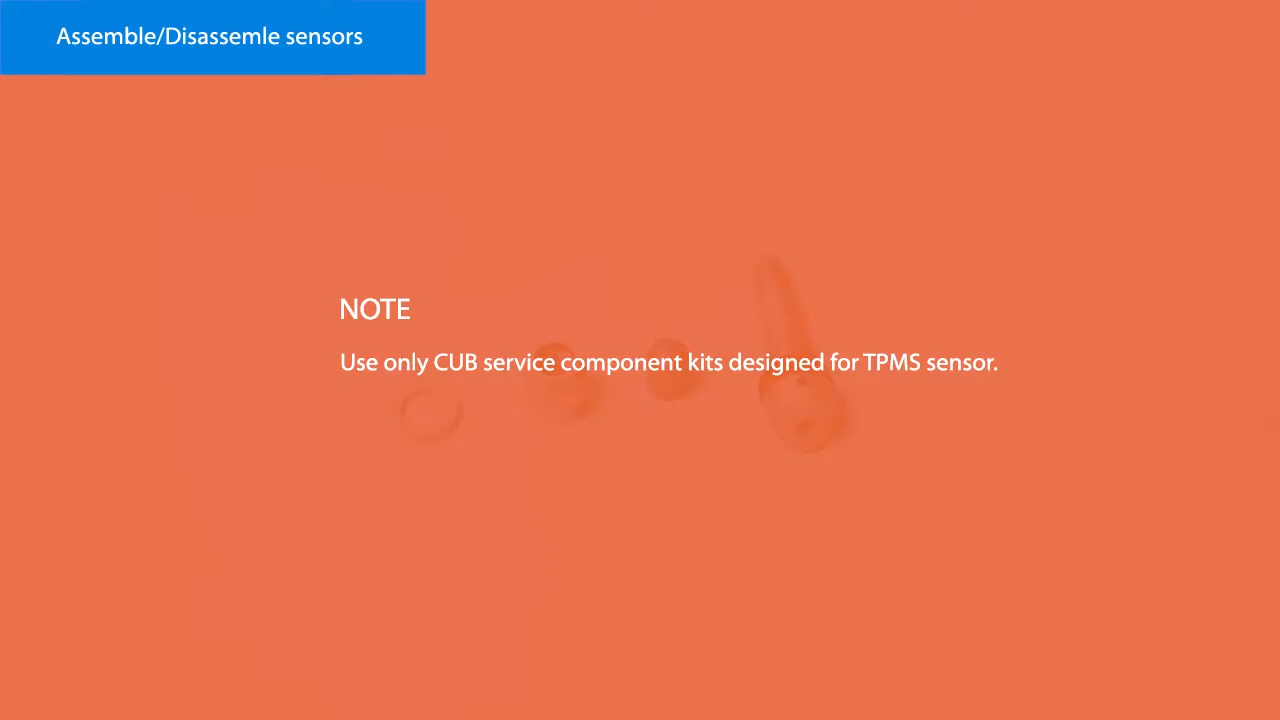 Assemble/Disassemle sensors
NOTE
Use only CUB service component kits designed for TPMS sensor.